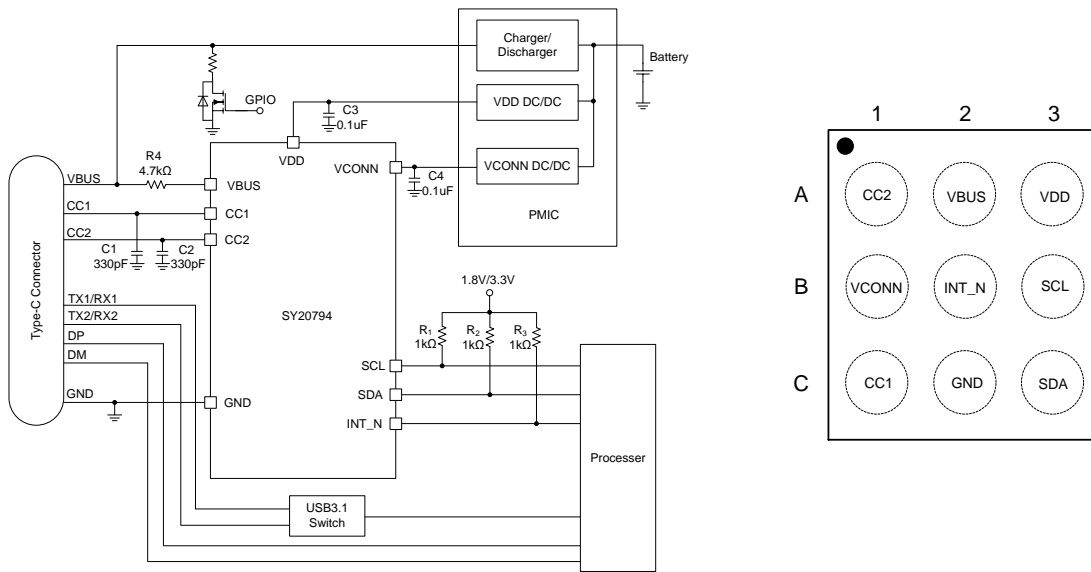 Charger/
Discharger
Battery
GPIO
VDD DC/DC
C3
0.1uF
VDD
R4
4.7kΩ
VCONN
VCONN DC/DC
C4
0.1uF
PMIC
VBUS
VBUS
CC1
CC1
CC2
CC2
C1
330pF
C2
330pF
Type-C Connector
TX1/RX1
TX2/RX2
DP
DM
GND
GND
SY20794
1.8V/3.3V
R1
1kΩ
R2
1kΩ
R3
1kΩ
SCL
SDA
INT_N
Processer
USB3.1
Switch
1 2 3
A CC2 VBUS VDD
B VCONN INT_N SCL
C CC1 GND SDA